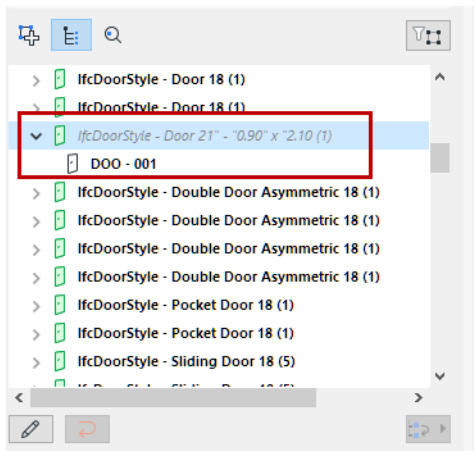 IfcDoorStyle - Door 18 (1)
IfcDoorStyle - Door 18 (1)
IfcDoorStyle - Door 21" - "0.90" x "2.10 (1)
DOO - 001
IfcDoorStyle - Double Door Asymmetric 18 (1)
IfcDoorStyle - Double Door Asymmetric 18 (1)
IfcDoorStyle - Double Door Asymmetric 18 (1)
IfcDoorStyle - Double Door Asymmetric 18 (1)
IfcDoorStyle - Pocket Door 18 (1)
IfcDoorStyle - Pocket Door 18 (1)
IfcDoorStyle - Sliding Door 18 (5)